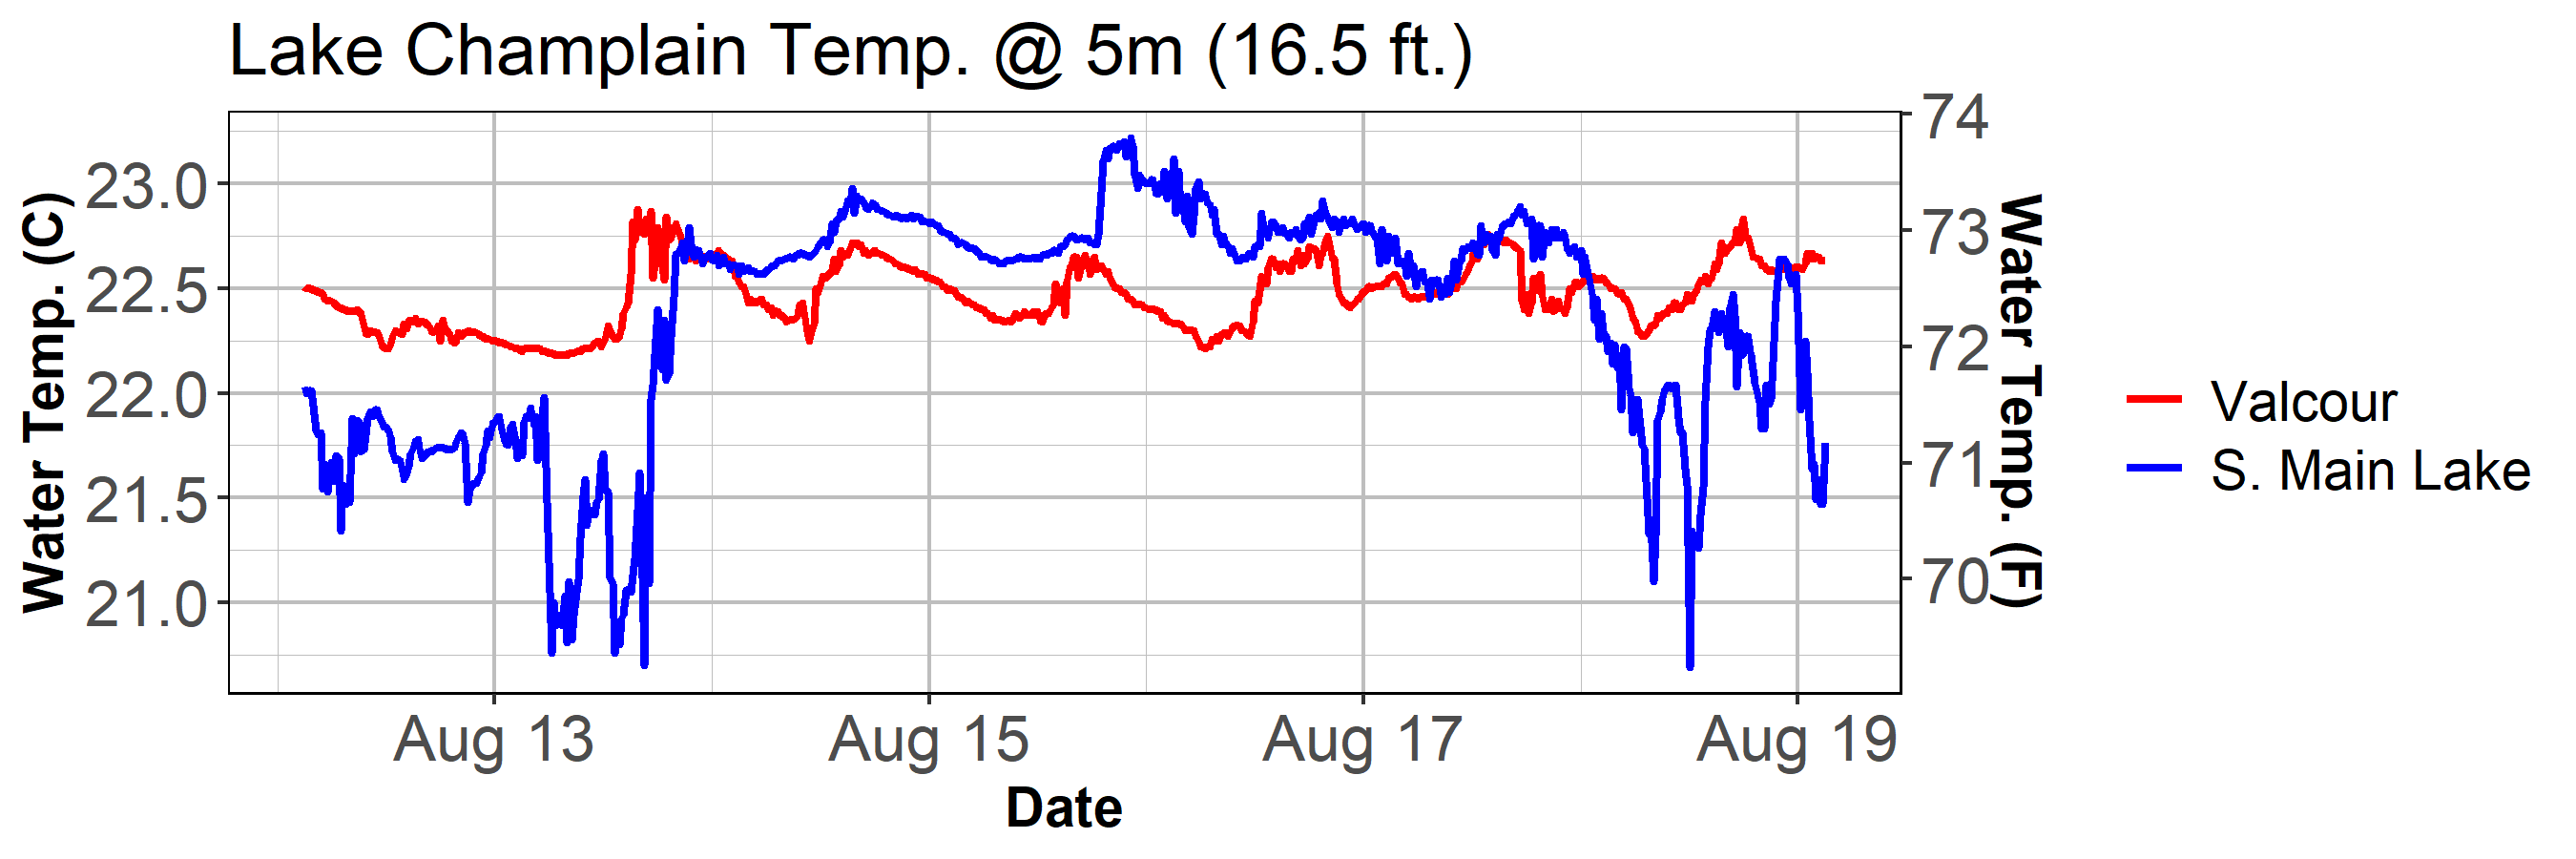 Lake Champlain Temp. @ 5m (16.5 ft.)
Water Temp. (C)
23.0
22.5
22.0
21.5
21.0
74
73
72
71
70
Water Temp. (F)
Aug 13
Aug 15
Aug 17
Aug 19
Date
Valcour
S. Main Lake